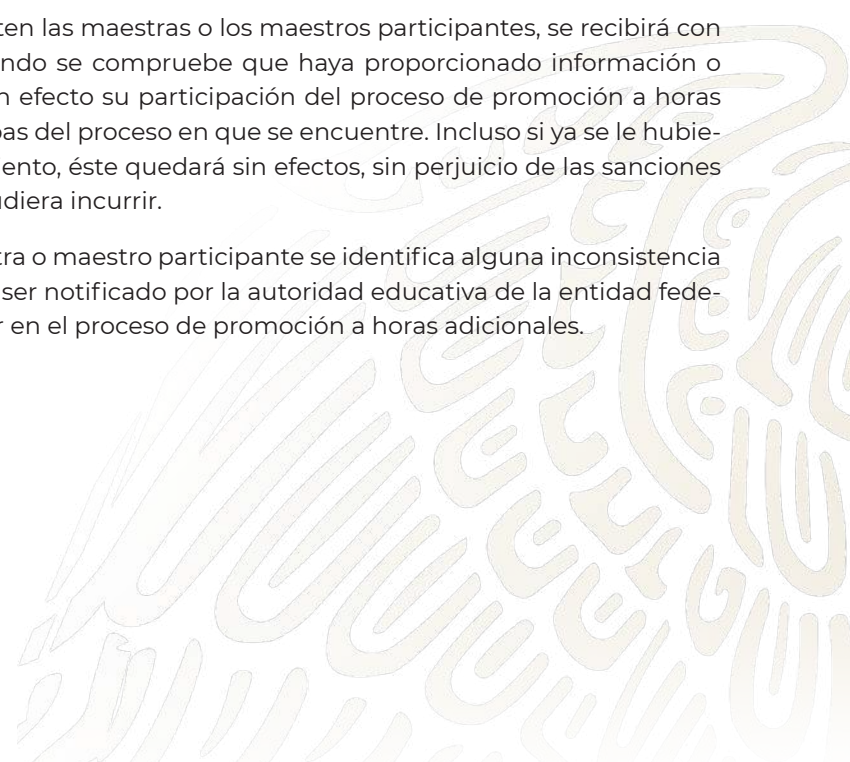 ten las maestras o los maestros participantes, se recibirá con
ndo se compruebe que haya proporcionado información o
n efecto su participación del proceso de promoción a horas
pas del proceso en que se encuentre. Incluso si ya se le hubie-
ento, éste quedará sin efectos, sin perjuicio de las sanciones
udiera incurrir.
tra o maestro participante se identifica alguna inconsistencia
ser notificado por la autoridad educativa de la entidad fede-
r en el proceso de promoción a horas adicionales.